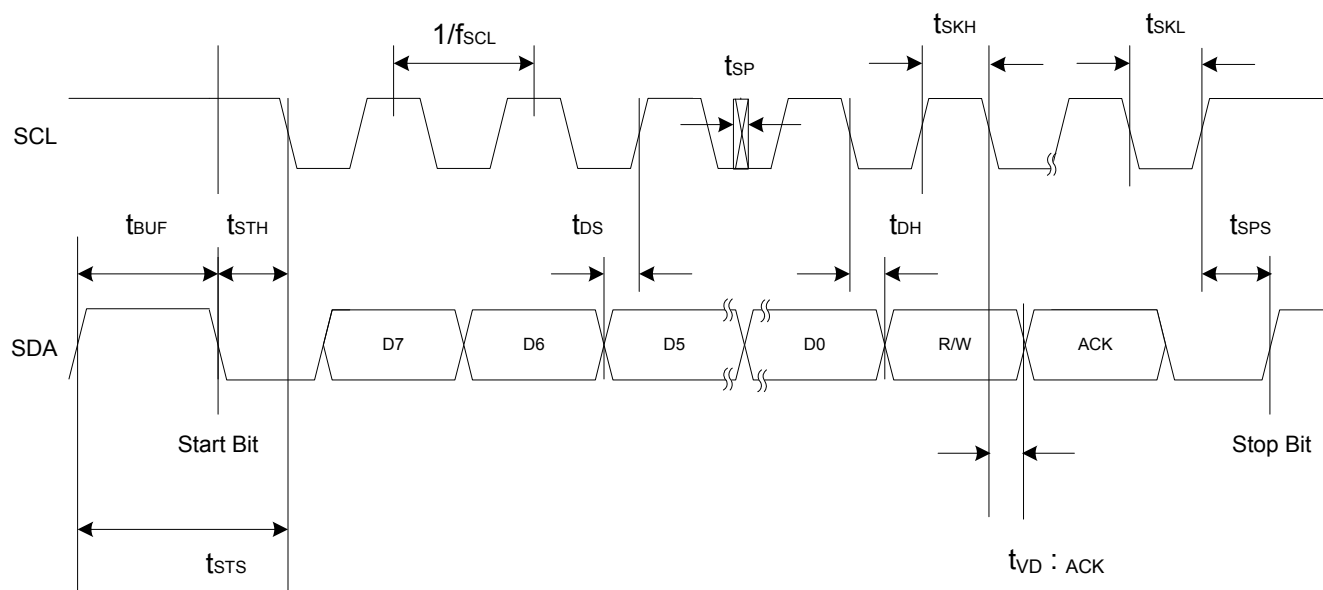 1/fSCL
tSKH
tSKL
tSP
SCL
tBUF
tSTH
tDS
tDH
tSPS
SDA
D7
D6
D5
D0
R/W
ACK
Start Bit
Stop Bit
tSTS
tVD : ACK